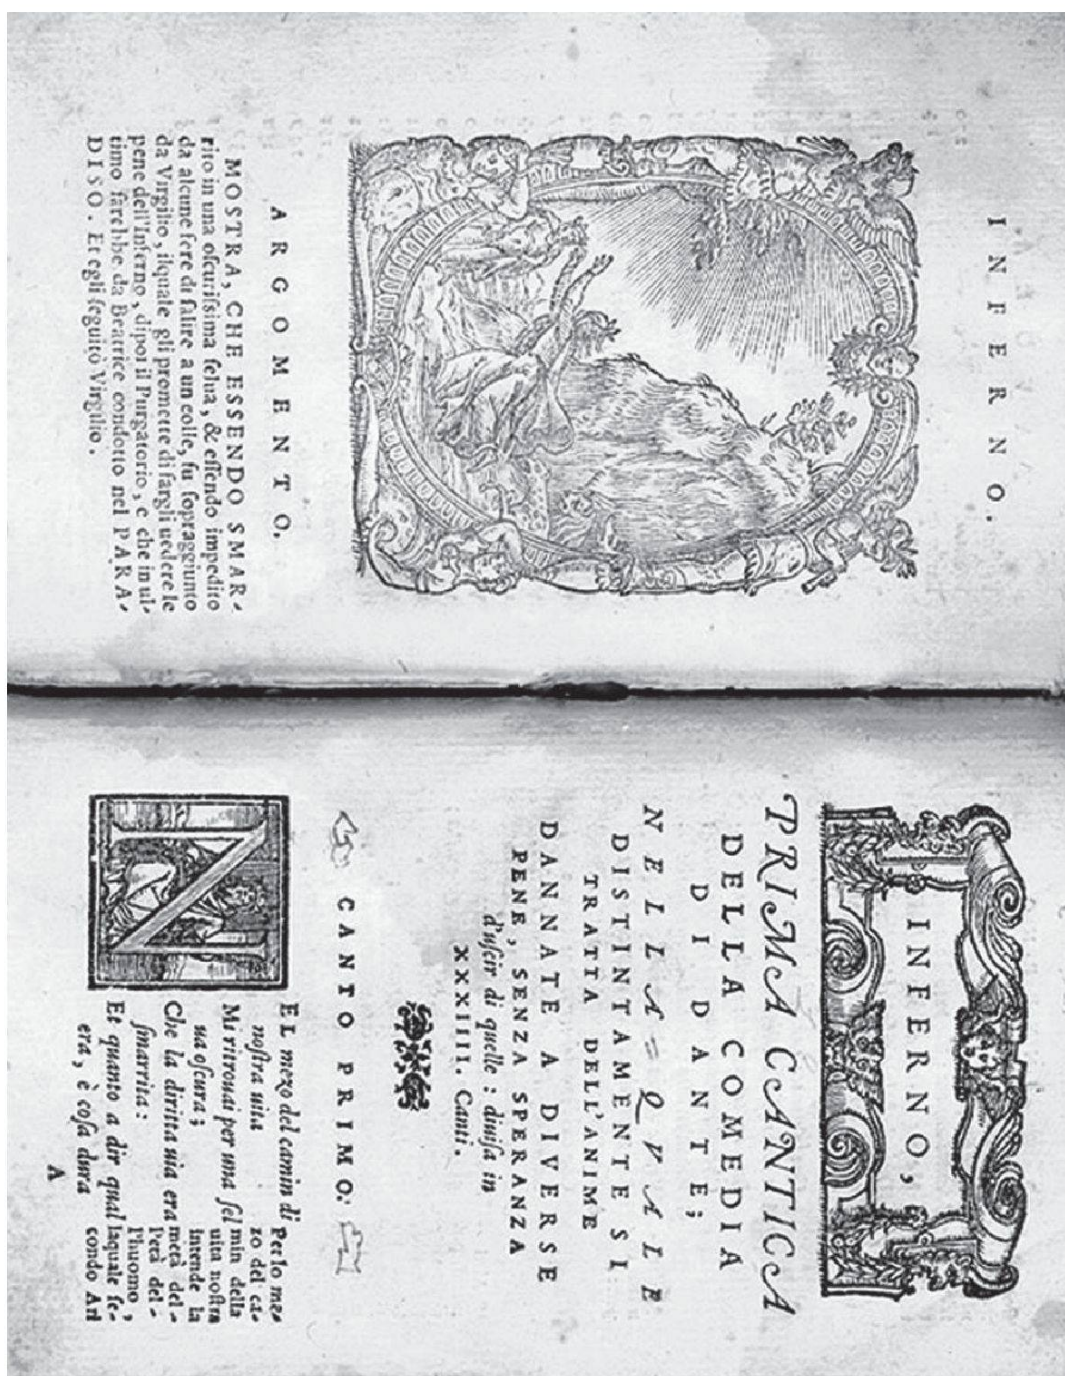 INFERNO.
ARGOMENTO.
MOSTRA, CHE ESSENDO SMAR-
rito in una oscurissima selua, & essendo impedito
da alcune fere di salire a un colle, fu sopraggiunto
da Virgilio, ilquale gli promette di fargli uedere le
pene dell'Inferno, dipoi il Purgatorio, e che in ul-
timo sarebbe da Beatrice condotto nel PARA-
DISO. Et egli seguitò Virgilio.
INFERNO,
PRIMA CANTICA
DELLA COMEDIA
DI DANTE;
NELLA QVALE
DISTINTAMENTE SI
TRATTA DELL'ANIME
DANNATE A DIVERSE
PENE, SENZA SPERANZA
d'uscir di quelle: diuisa in
XXXIIII. Canti.
CANTO PRIMO.
NEL mezo del camin di
nostra uita
Mi ritrouai per una sel
ua oscura;
Che la diritta uia era
smarrita:
Et quanto a dir qual
era, è cosa dura
Per lo me-
zo del ca-
min della
uita nostra
intende la
metà del-
l'età del-
l'huomo,
laquale se-
condo Ari
A